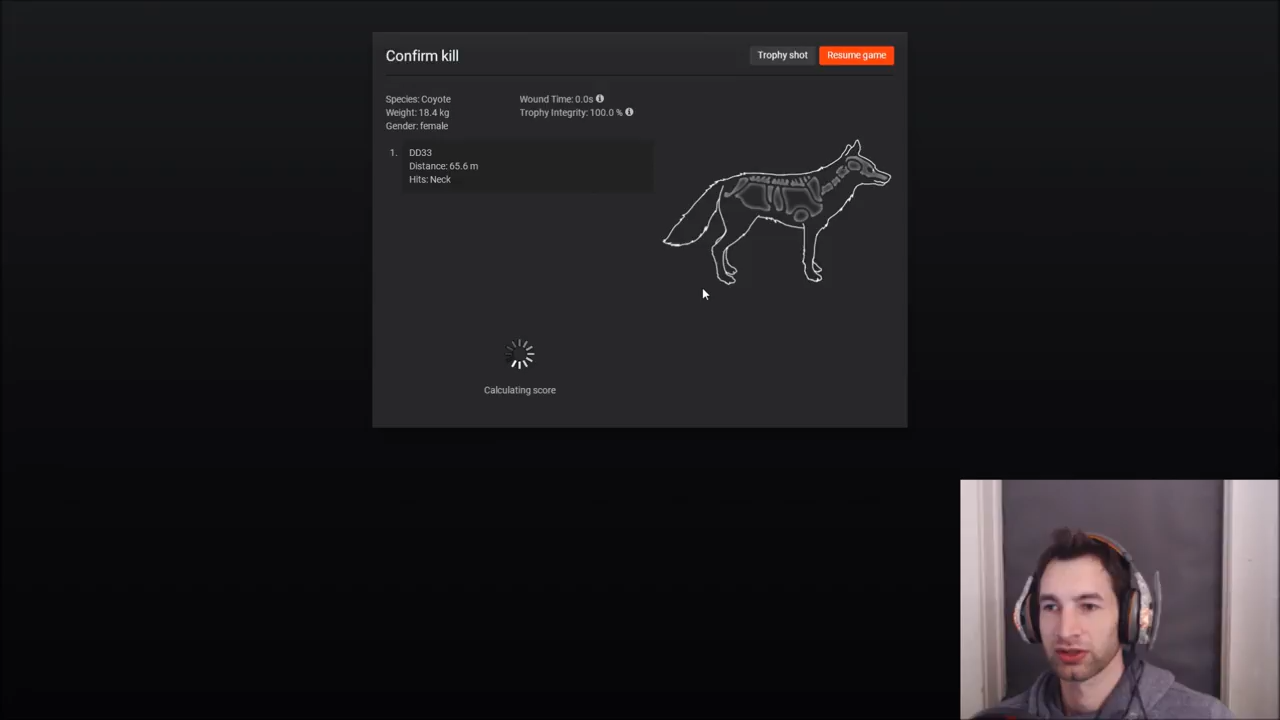 Confirm kill
Trophy shot
Resume game
Species: Coyote
Weight: 18.4 kg
Gender: female
Wound Time: 0.0s
Trophy Integrity: 100.0 %
1. DD33
Distance: 65.6 m
Hits: Neck
Calculating score